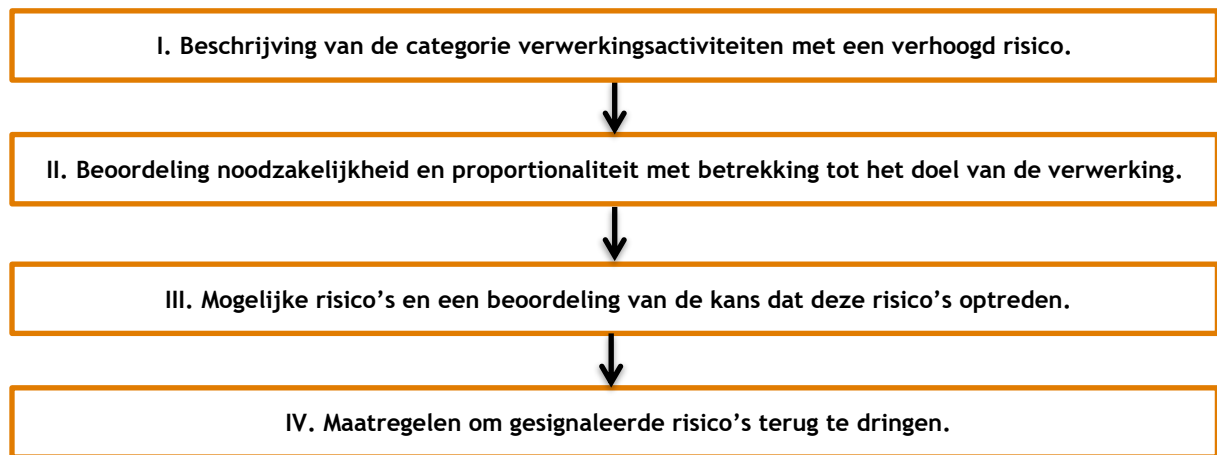 I. Beschrijving van de categorie verwerkingsactiviteiten met een verhoogd risico.
II. Beoordeling noodzakelijkheid en proportionaliteit met betrekking tot het doel van de verwerking.
III. Mogelijke risico’s en een beoordeling van de kans dat deze risico’s optreden.
IV. Maatregelen om gesignaleerde risico’s terug te dringen.